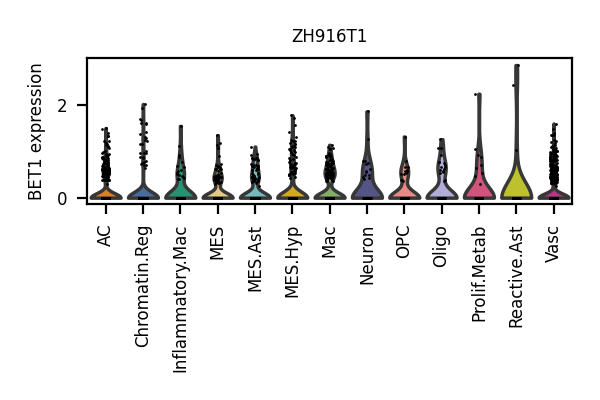 ZH916T1
BET1 expression
2
0
AC
Chromatin.Reg
Inflammatory.Mac
MES
MES.Ast
MES.Hyp
Mac
Neuron
OPC
Oligo
Prolif.Metab
Reactive.Ast
Vasc